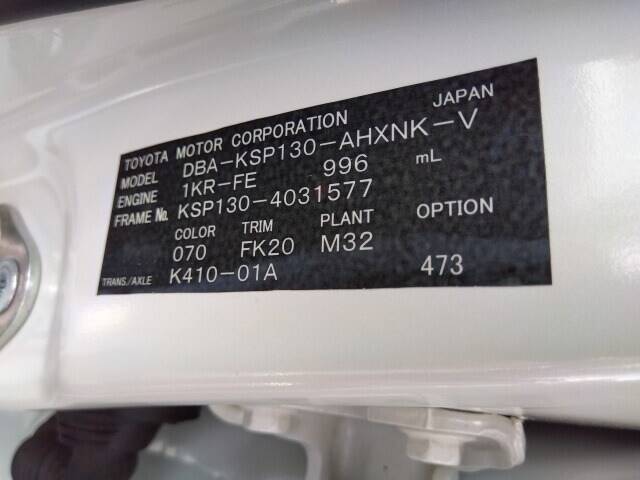 TOYOTA MOTOR CORPORATION JAPAN
MODEL DBA-KSP130-AHXNK-V
ENGINE 1KR-FE 996 mL
FRAME No. KSP130-4031577
COLOR TRIM PLANT OPTION
070 FK20 M32
TRANS./AXLE K410-01A 473